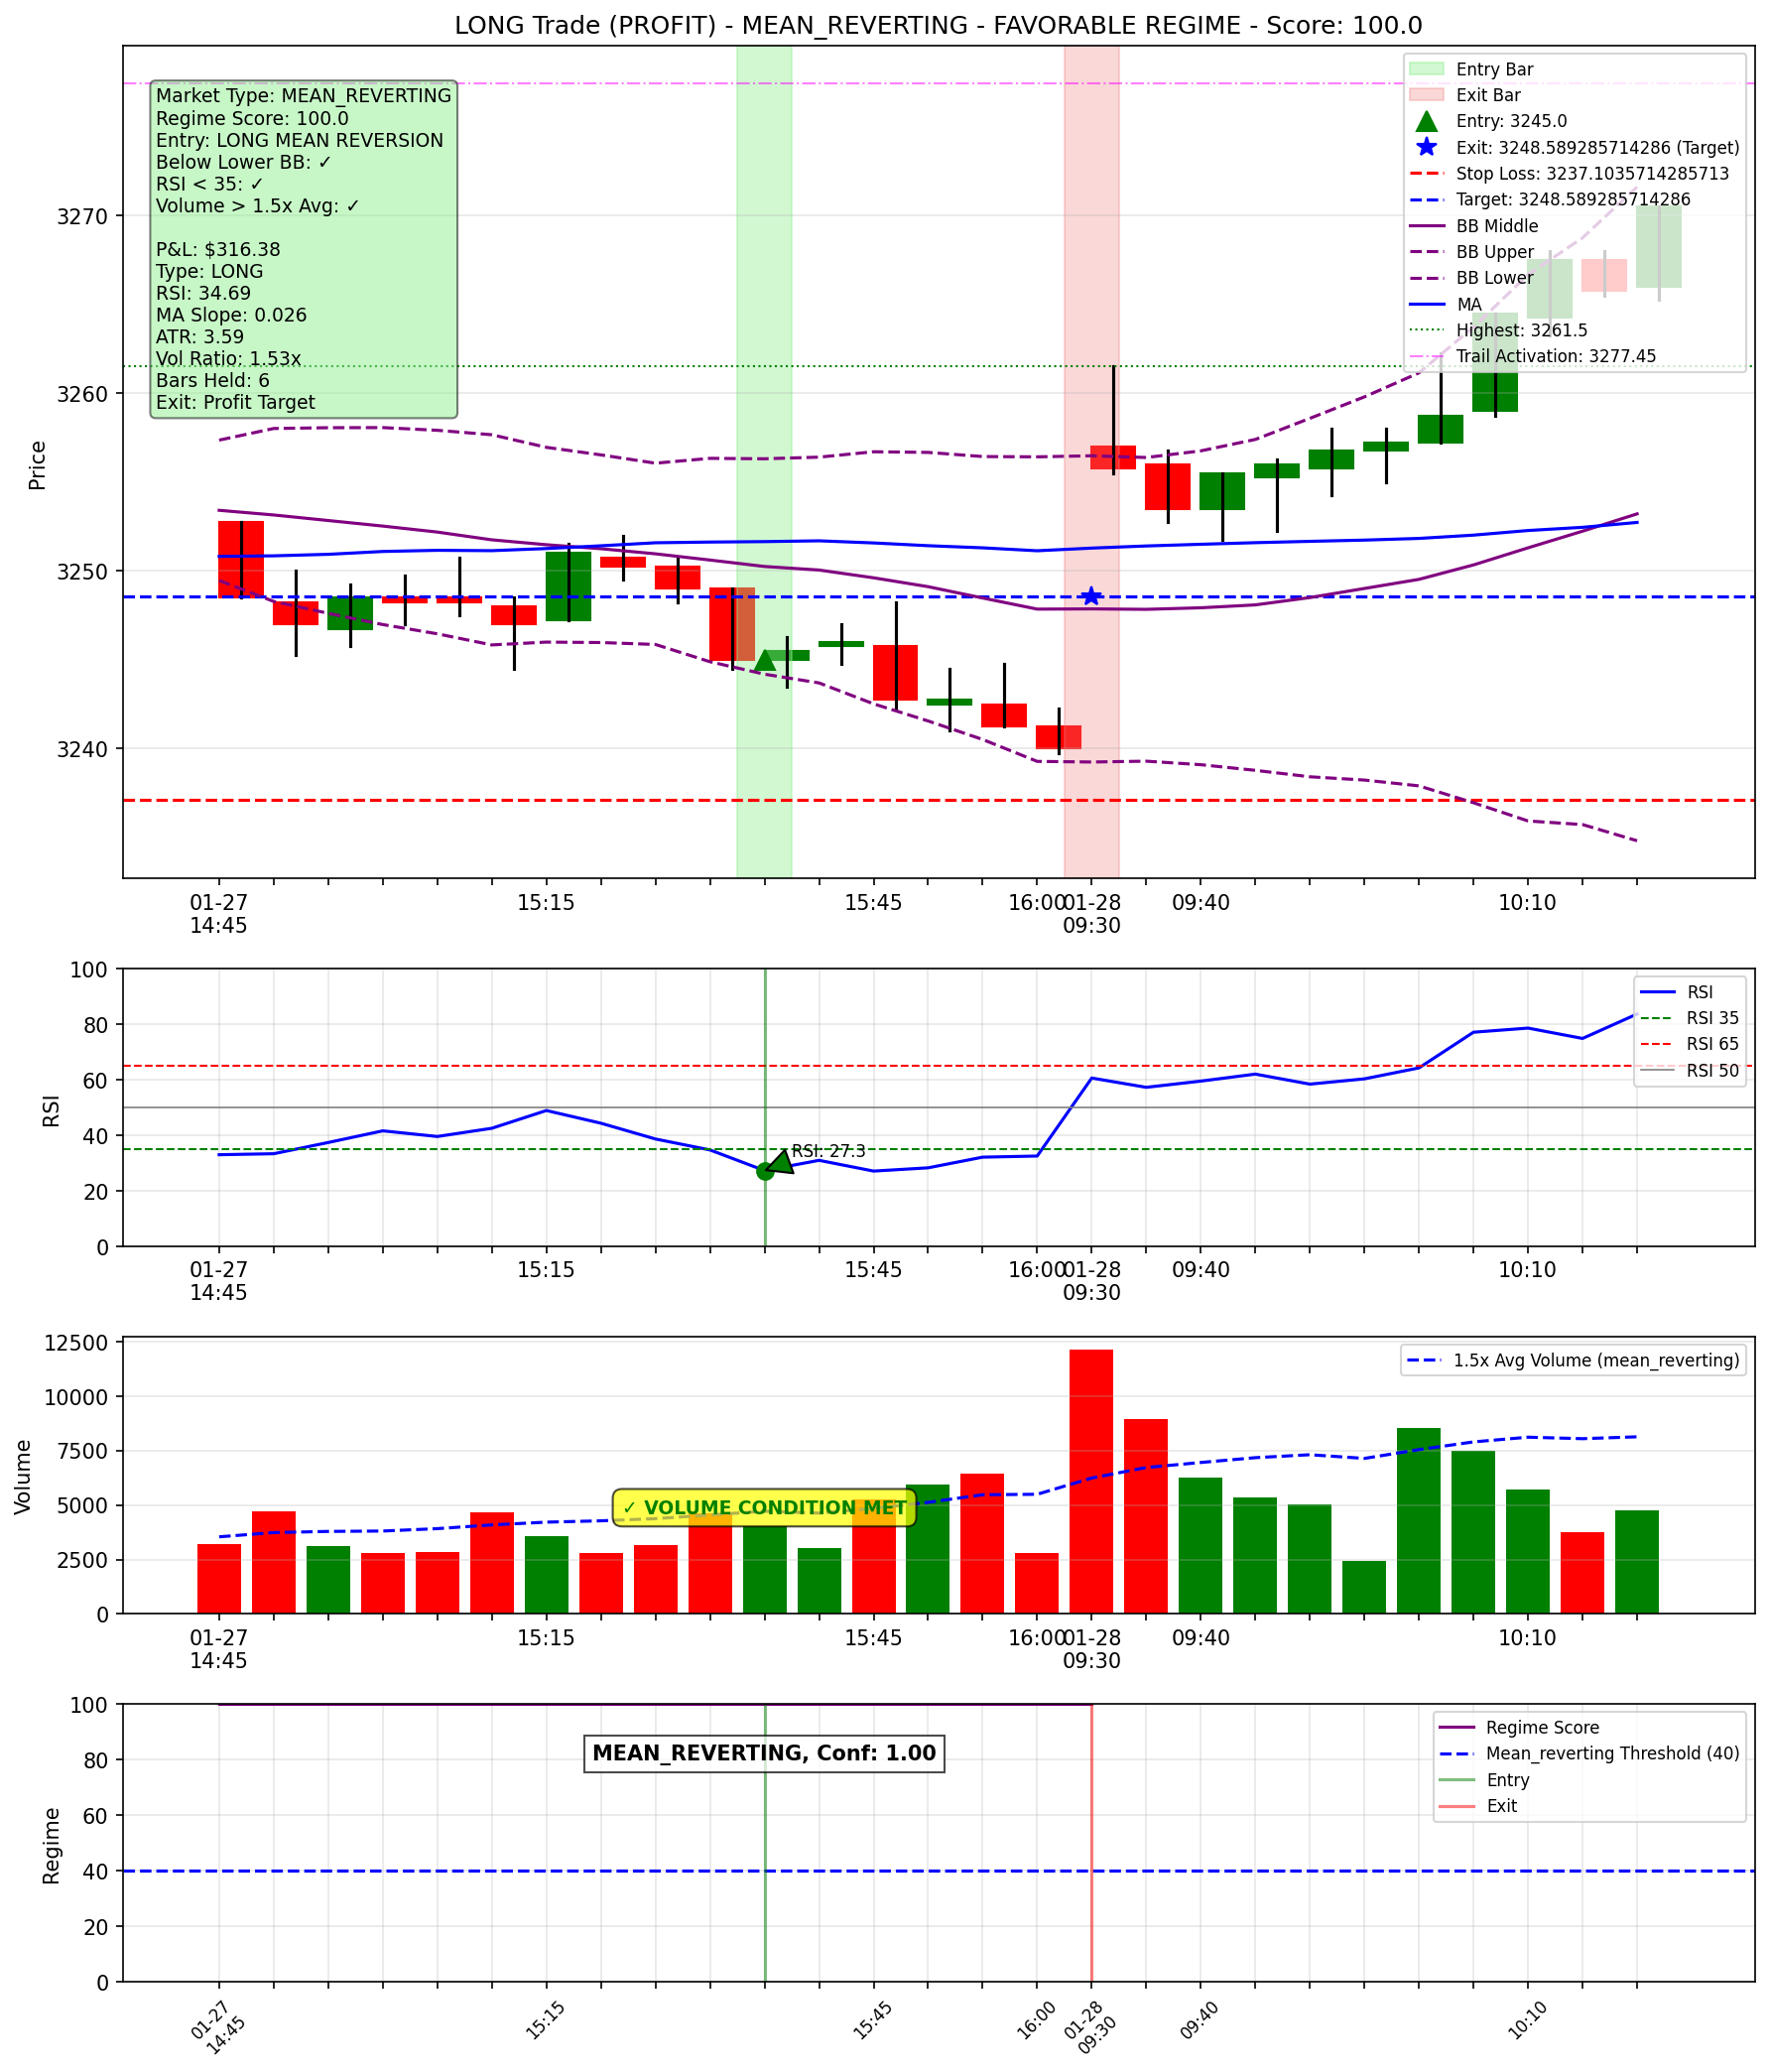 LONG Trade (PROFIT) - MEAN_REVERTING - FAVORABLE REGIME - Score: 100.0
Market Type: MEAN_REVERTING
Regime Score: 100.0
Entry: LONG MEAN REVERSION
Below Lower BB: ✓
RSI < 35: ✓
Volume > 1.5x Avg: ✓
P&L: $316.38
Type: LONG
RSI: 34.69
MA Slope: 0.026
ATR: 3.59
Vol Ratio: 1.53x
Bars Held: 6
Exit: Profit Target
Entry Bar
Exit Bar
Entry: 3245.0
Exit: 3248.589285714286 (Target)
Stop Loss: 3237.1035714285713
Target: 3248.589285714286
BB Middle
BB Upper
BB Lower
MA
Highest: 3261.5
Trail Activation: 3277.45
Price
3270
3260
3250
3240
01-27
14:45
15:15
15:45
16:00
01-28
09:30
09:40
10:10
RSI
100
80
60
40
20
0
RSI
RSI 35
RSI 65
RSI 50
RSI: 27.3
01-27
14:45
15:15
15:45
16:00
01-28
09:30
09:40
10:10
Volume
12500
10000
7500
5000
2500
0
1.5x Avg Volume (mean_reverting)
✓ VOLUME CONDITION MET
01-27
14:45
15:15
15:45
16:00
01-28
09:30
09:40
10:10
Regime
100
80
60
40
20
0
MEAN_REVERTING, Conf: 1.00
Regime Score
Mean_reverting Threshold (40)
Entry
Exit
01-27
14:45
15:15
15:45
16:00
01-28
09:30
09:40
10:10